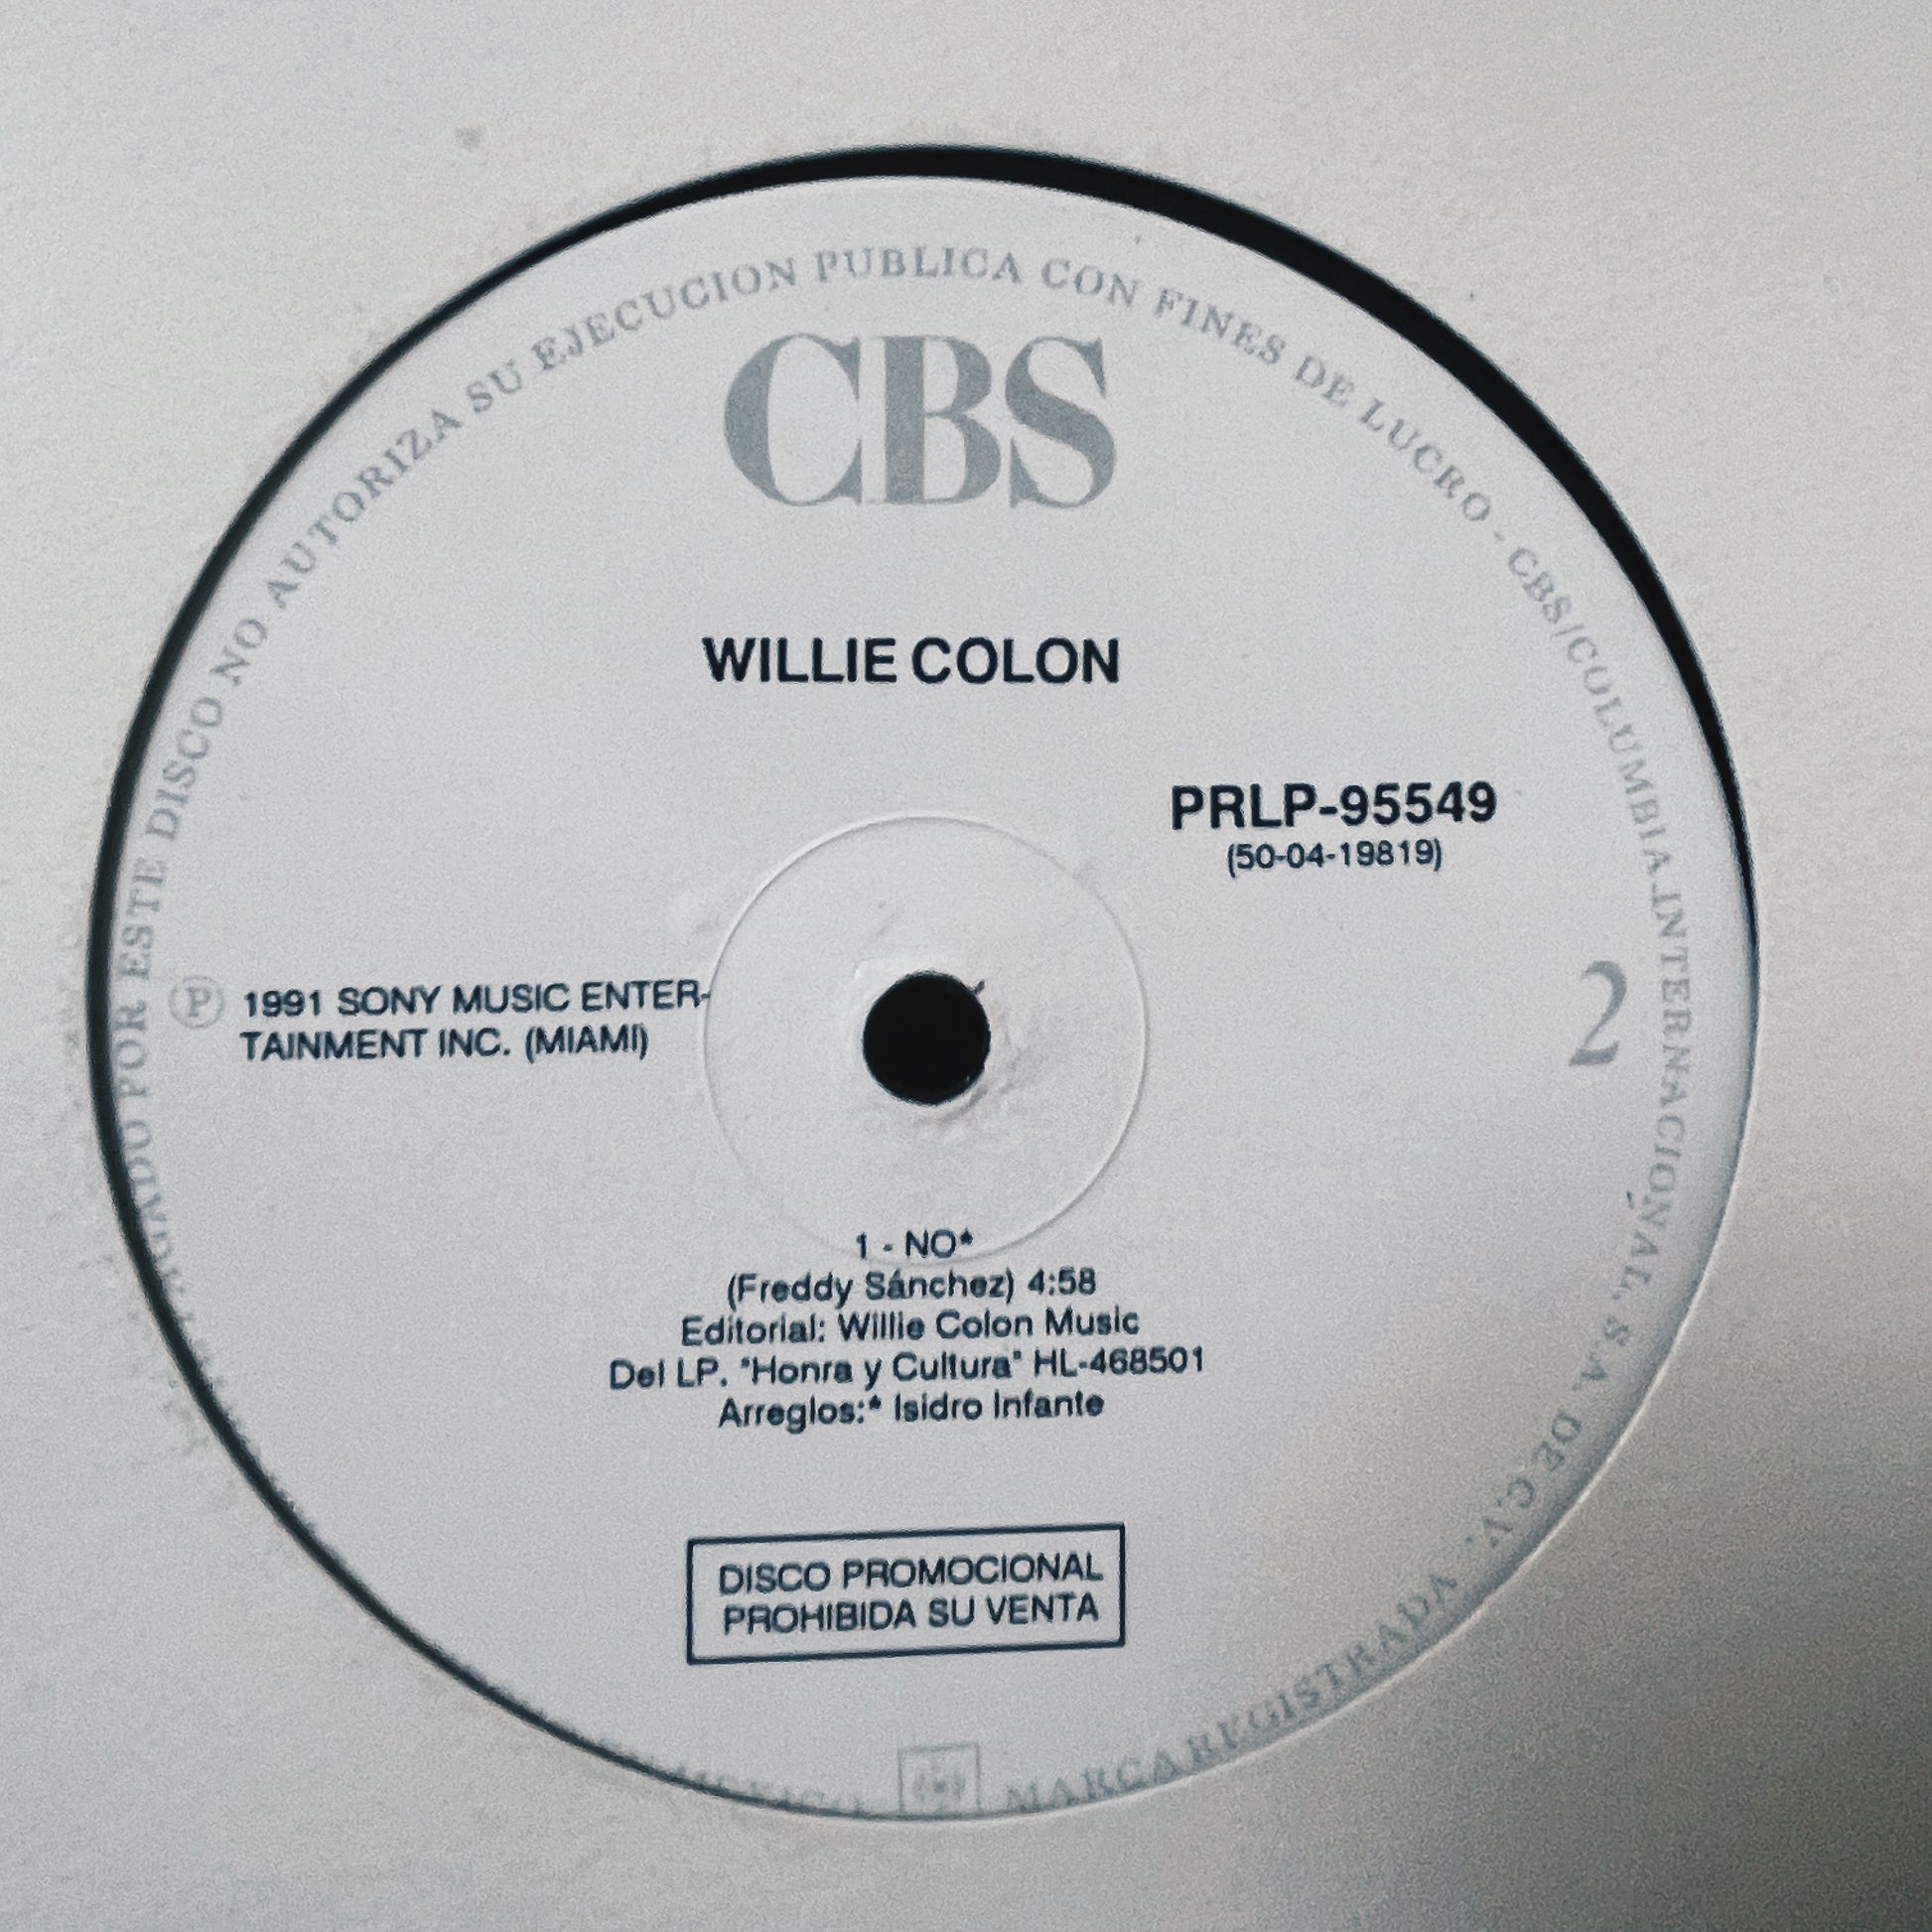 POR ESTE DISCO NO AUTORIZA SU EJECUCION PUBLICA CON FINES DE LUCRO - CBS/COLUMBIA INTERNACIONAL, S.A. DE C.V. MARCA REGISTRADA
CBS
WILLIE COLON
PRLP-95549
(50-04-19819)
Ⓟ 1991 SONY MUSIC ENTER-
TAINMENT INC. (MIAMI)
2
1 - NO*
(Freddy Sánchez) 4:58
Editorial: Willie Colon Music
Del LP. "Honra y Cultura" HL-468501
Arreglos:* Isidro Infante
DISCO PROMOCIONAL
PROHIBIDA SU VENTA